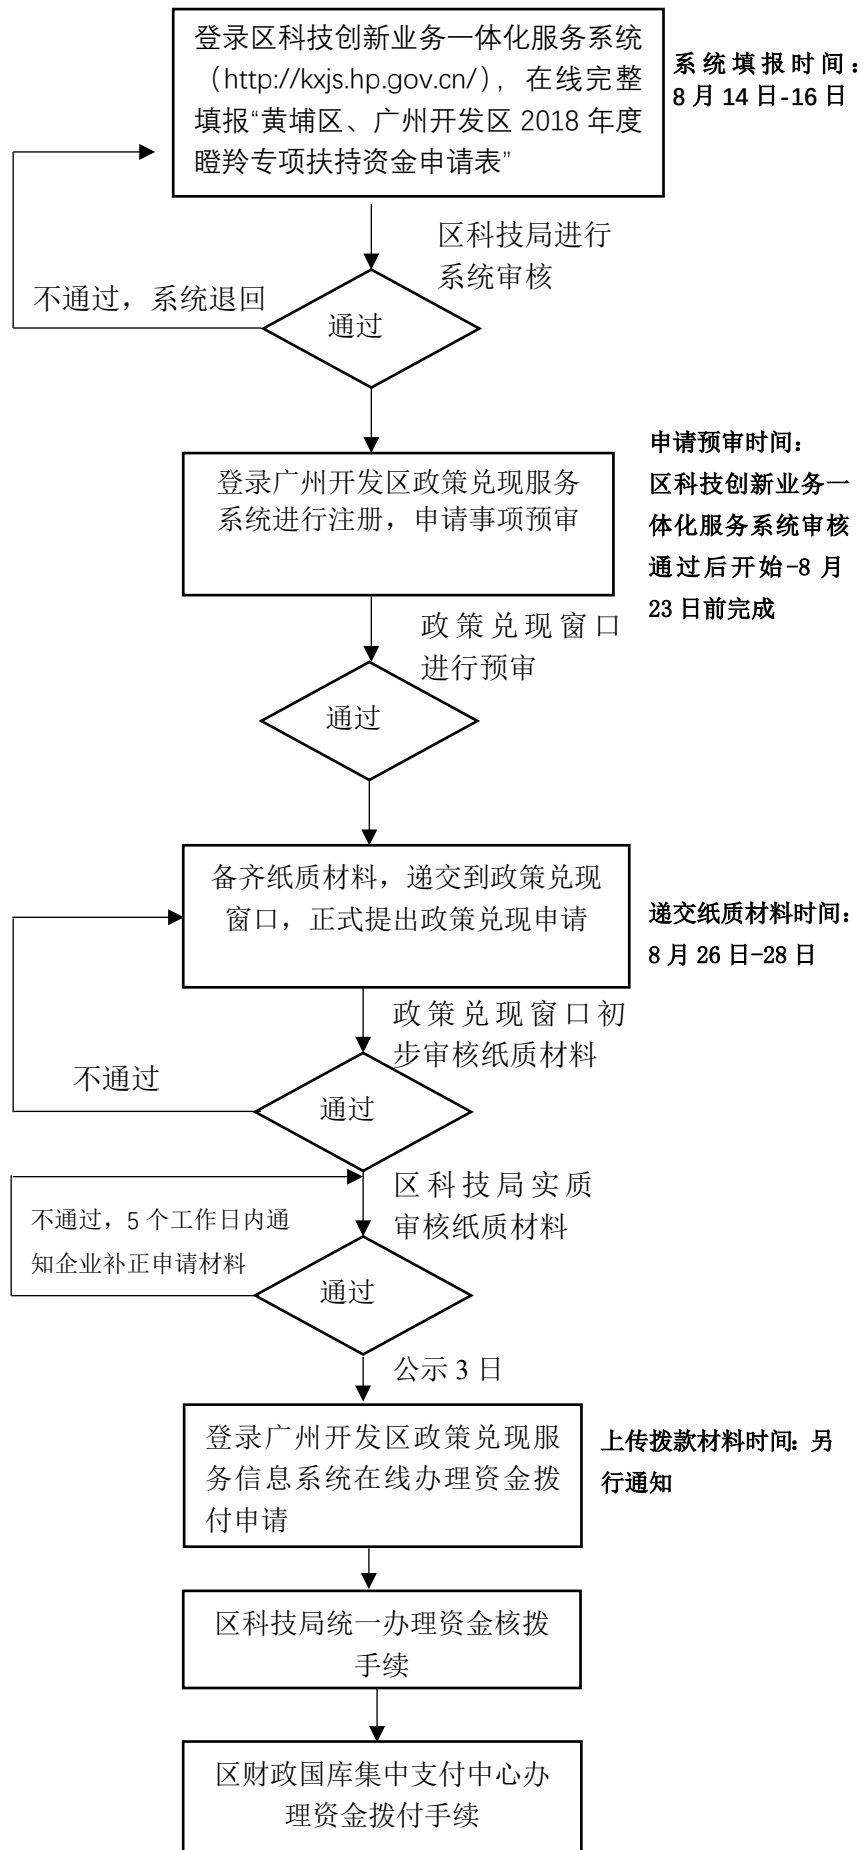 登录区科技创新业务一体化服务系统
（http://kxjs.hp.gov.cn/），在线完整
填报“黄埔区、广州开发区 2018 年度
瞪羚专项扶持资金申请表”
系统填报时间：
8 月 14 日-16 日
区科技局进行
系统审核
不通过，系统退回
通过
登录广州开发区政策兑现服务
系统进行注册，申请事项预审
申请预审时间：
区科技创新业务一
体化服务系统审核
通过后开始-8 月
23 日前完成
政策兑现窗口
进行预审
通过
备齐纸质材料，递交到政策兑现
窗口，正式提出政策兑现申请
递交纸质材料时间：
8 月 26 日-28 日
政策兑现窗口初
步审核纸质材料
不通过
通过
区科技局实质
审核纸质材料
不通过，5 个工作日内通
知企业补正申请材料
通过
公示 3 日
登录广州开发区政策兑现服
务信息系统在线办理资金拨
付申请
上传拨款材料时间：另
行通知
区科技局统一办理资金核拨
手续
区财政国库集中支付中心办
理资金拨付手续